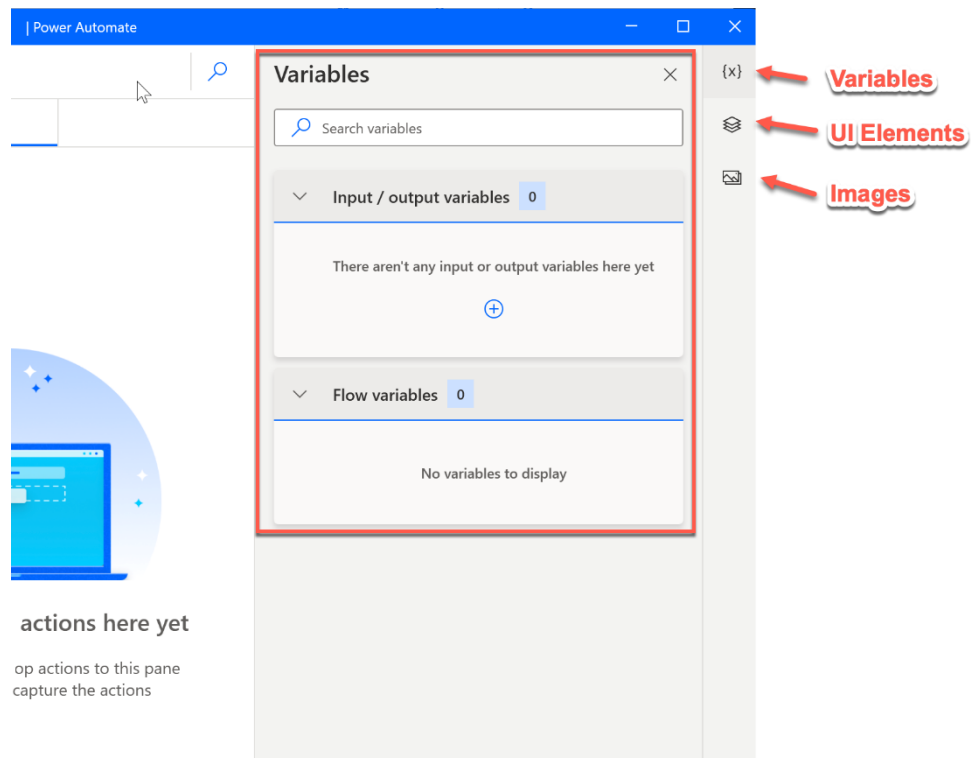 | Power Automate
Variables
{x}
Variables
Search variables
UI Elements
Images
Input / output variables 0
There aren't any input or output variables here yet
Flow variables 0
No variables to display
actions here yet
op actions to this pane
capture the actions